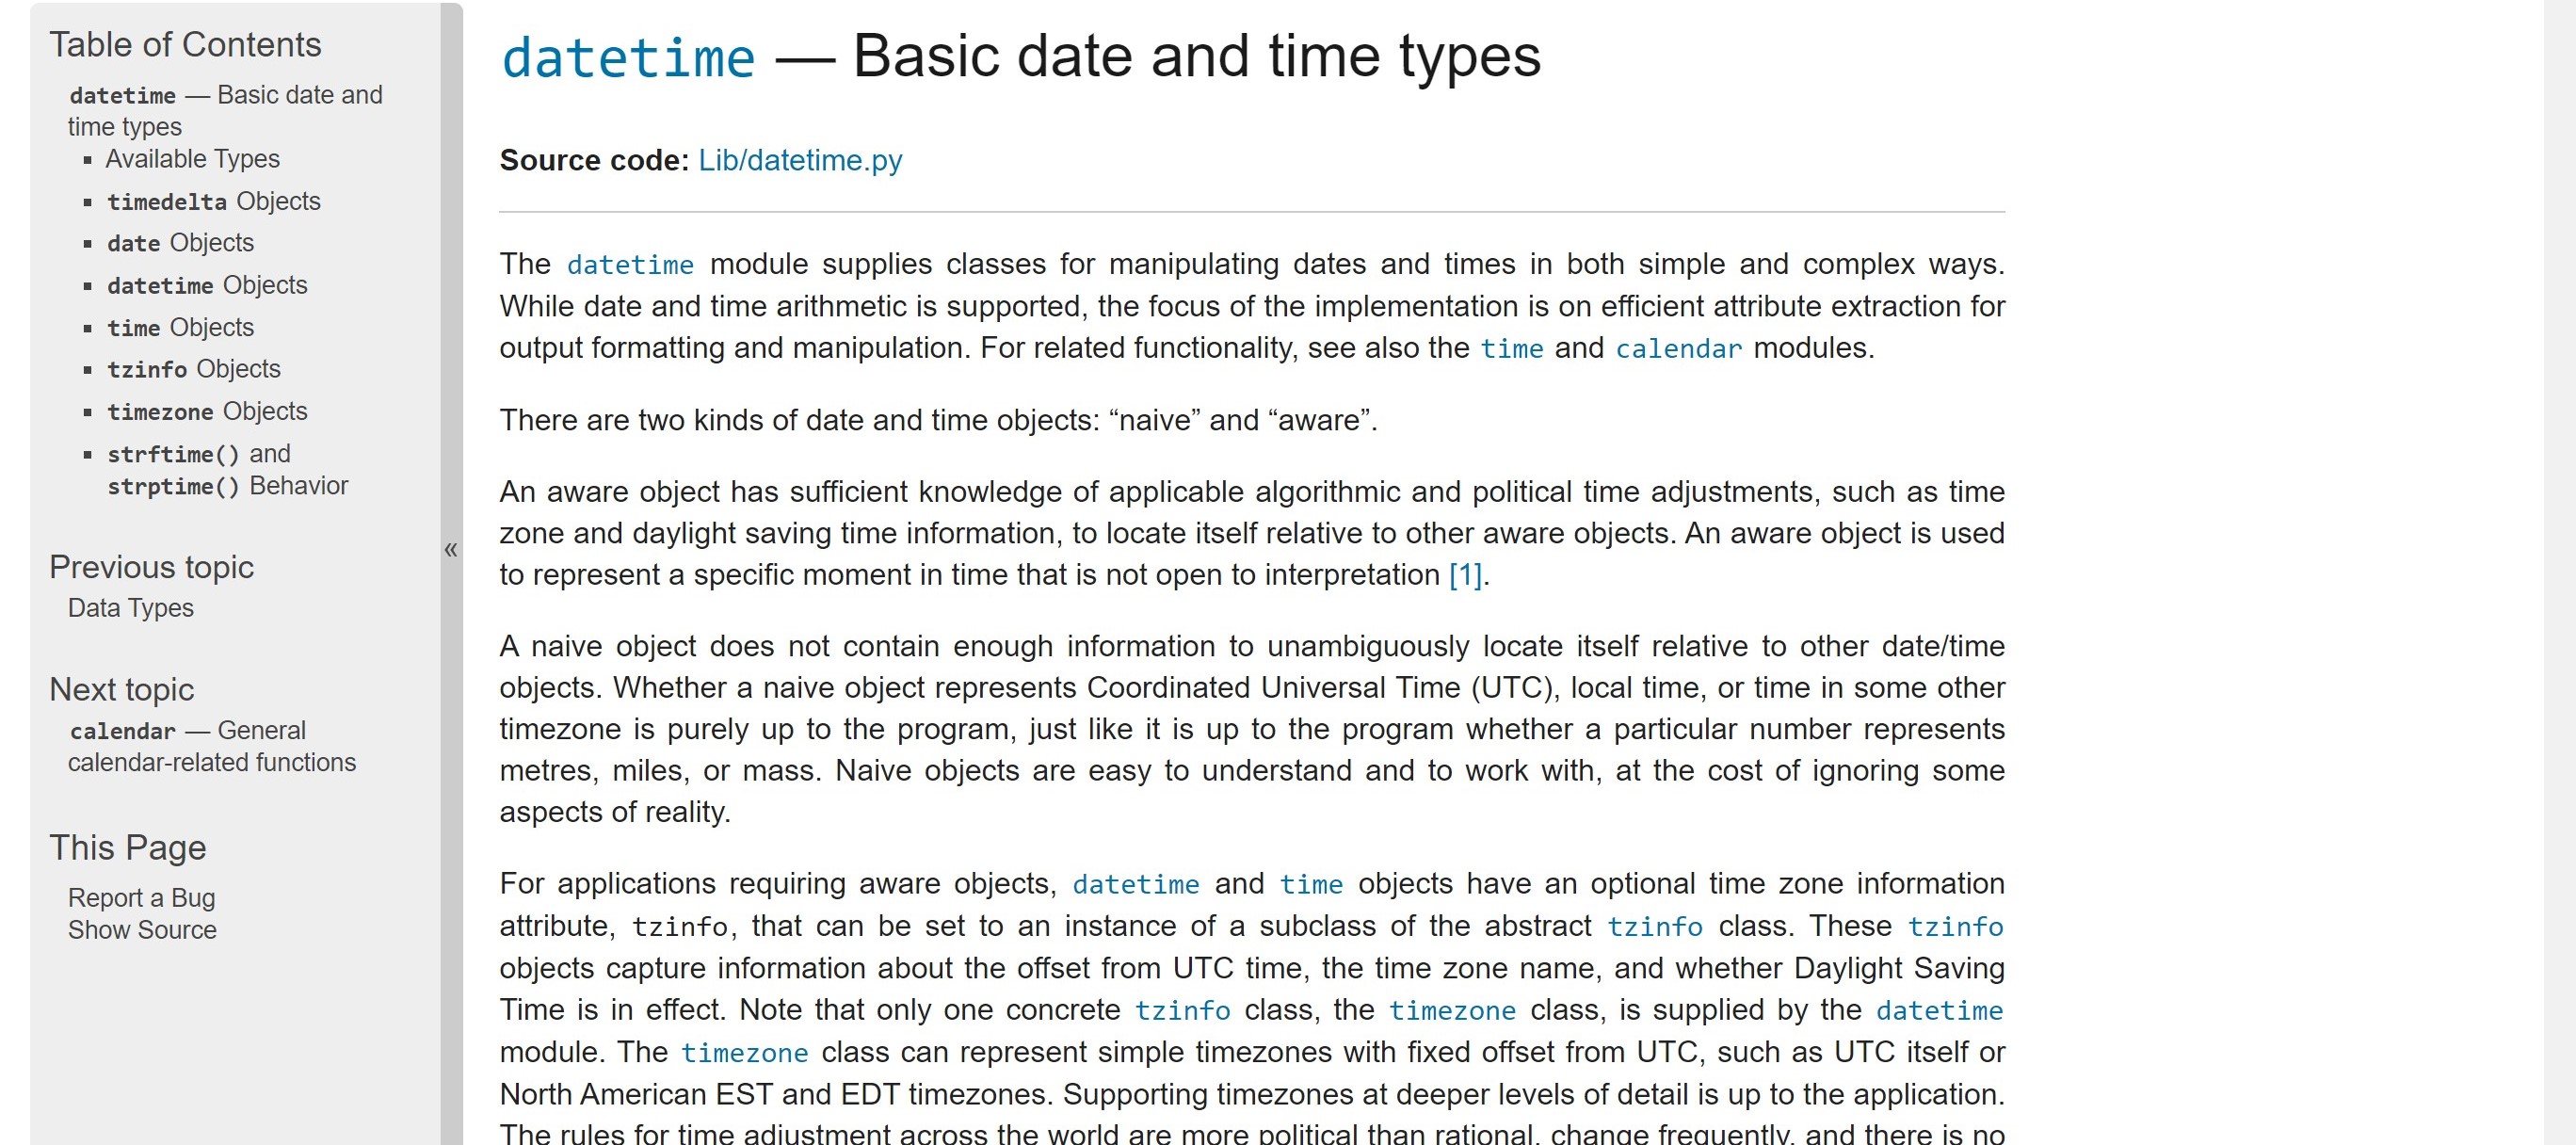 Table of Contents
datetime — Basic date and
time types
▪ Available Types
▪ timedelta Objects
▪ date Objects
▪ datetime Objects
▪ time Objects
▪ tzinfo Objects
▪ timezone Objects
▪ strftime() and
strptime() Behavior
Previous topic
Data Types
Next topic
calendar — General
calendar-related functions
This Page
Report a Bug
Show Source
«
datetime — Basic date and time types
Source code: Lib/datetime.py
The datetime module supplies classes for manipulating dates and times in both simple and complex ways.
While date and time arithmetic is supported, the focus of the implementation is on efficient attribute extraction for
output formatting and manipulation. For related functionality, see also the time and calendar modules.
There are two kinds of date and time objects: “naive” and “aware”.
An aware object has sufficient knowledge of applicable algorithmic and political time adjustments, such as time
zone and daylight saving time information, to locate itself relative to other aware objects. An aware object is used
to represent a specific moment in time that is not open to interpretation [1].
A naive object does not contain enough information to unambiguously locate itself relative to other date/time
objects. Whether a naive object represents Coordinated Universal Time (UTC), local time, or time in some other
timezone is purely up to the program, just like it is up to the program whether a particular number represents
metres, miles, or mass. Naive objects are easy to understand and to work with, at the cost of ignoring some
aspects of reality.
For applications requiring aware objects, datetime and time objects have an optional time zone information
attribute, tzinfo, that can be set to an instance of a subclass of the abstract tzinfo class. These tzinfo
objects capture information about the offset from UTC time, the time zone name, and whether Daylight Saving
Time is in effect. Note that only one concrete tzinfo class, the timezone class, is supplied by the datetime
module. The timezone class can represent simple timezones with fixed offset from UTC, such as UTC itself or
North American EST and EDT timezones. Supporting timezones at deeper levels of detail is up to the application.
The rules for time adjustment across the world are more political than rational, change frequently, and there is no